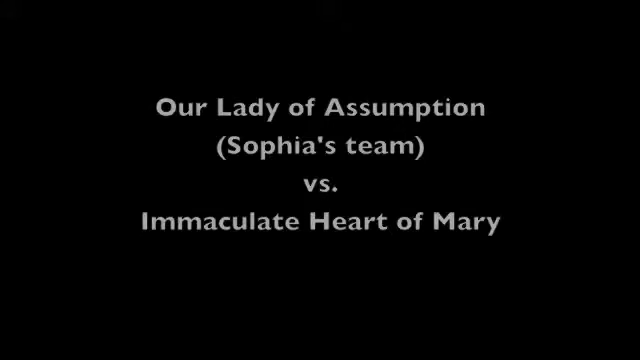 Our Lady of Assumption
(Sophia's team)
vs.
Immaculate Heart of Mary